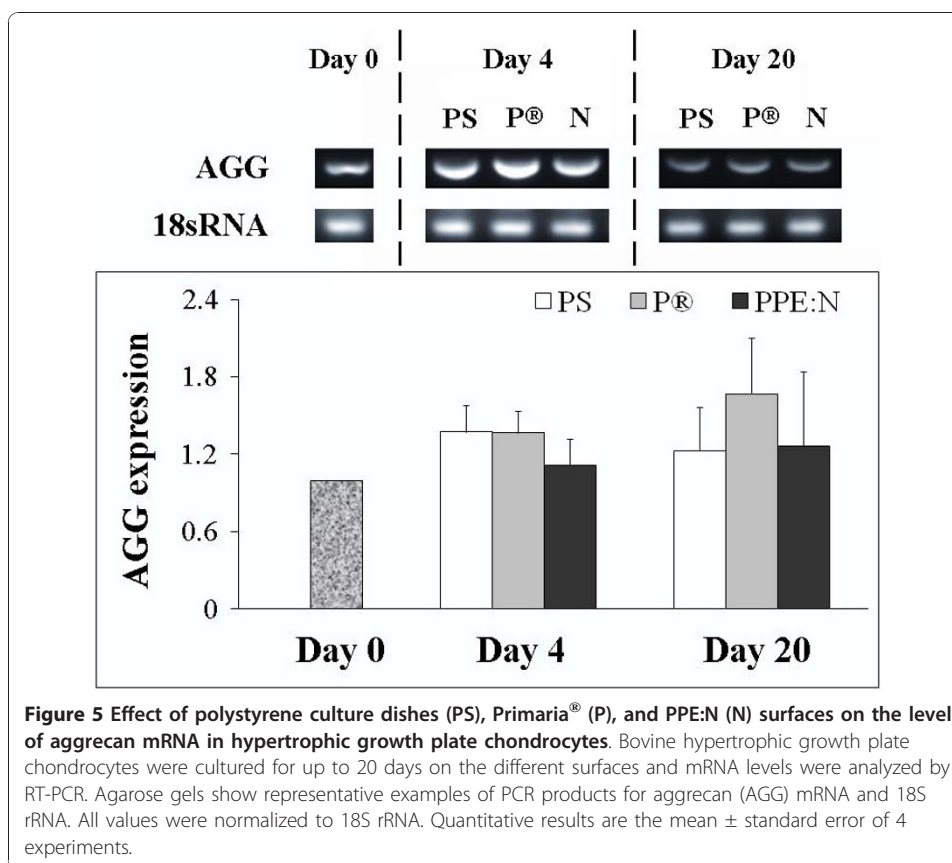 Day 0 Day 4 Day 20
PS P® N PS P® N
AGG
18sRNA
2.4
1.8
1.2
0.6
0
AGG expression
PS P® PPE:N
Day 0 Day 4 Day 20
Figure 5 Effect of polystyrene culture dishes (PS), Primaria® (P), and PPE:N (N) surfaces on the level
of aggrecan mRNA in hypertrophic growth plate chondrocytes. Bovine hypertrophic growth plate
chondrocytes were cultured for up to 20 days on the different surfaces and mRNA levels were analyzed by
RT-PCR. Agarose gels show representative examples of PCR products for aggrecan (AGG) mRNA and 18S
rRNA. All values were normalized to 18S rRNA. Quantitative results are the mean ± standard error of 4
experiments.